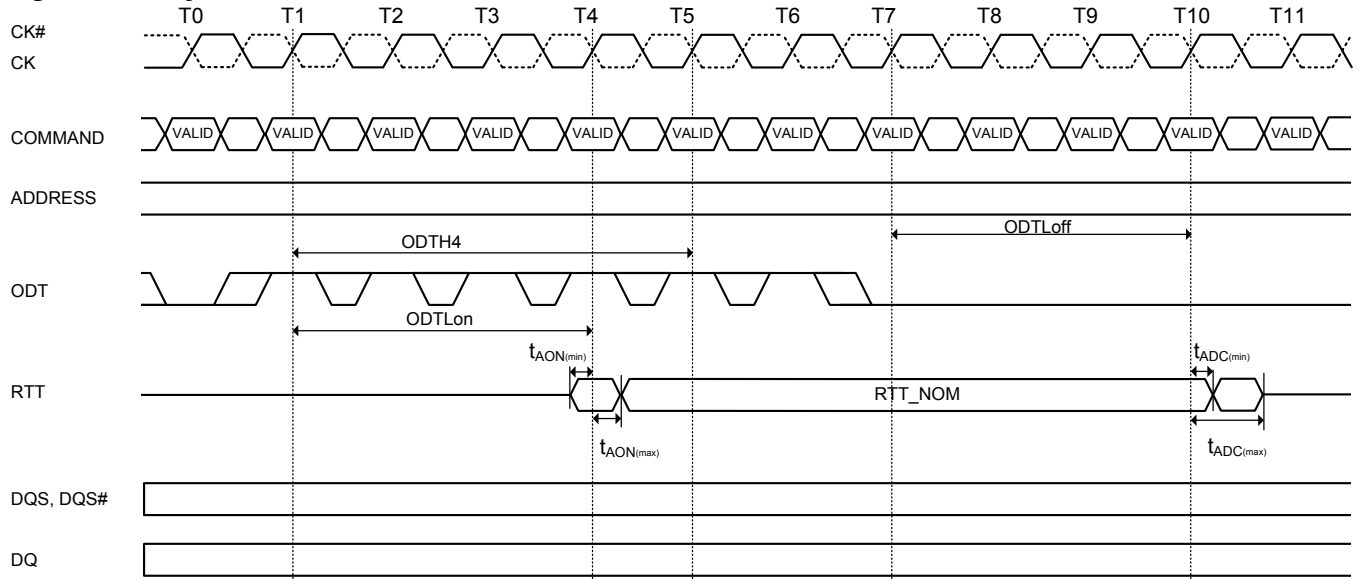 T0 T1 T2 T3 T4 T5 T6 T7 T8 T9 T10 T11
CK#
CK
COMMAND VALID VALID VALID VALID VALID VALID VALID VALID VALID VALID VALID VALID
ADDRESS
ODTLoff
ODTH4
ODT
ODTLon
tAON(min) tADC(min)
RTT RTT_NOM
tAON(max) tADC(max)
DQS, DQS#
DQ